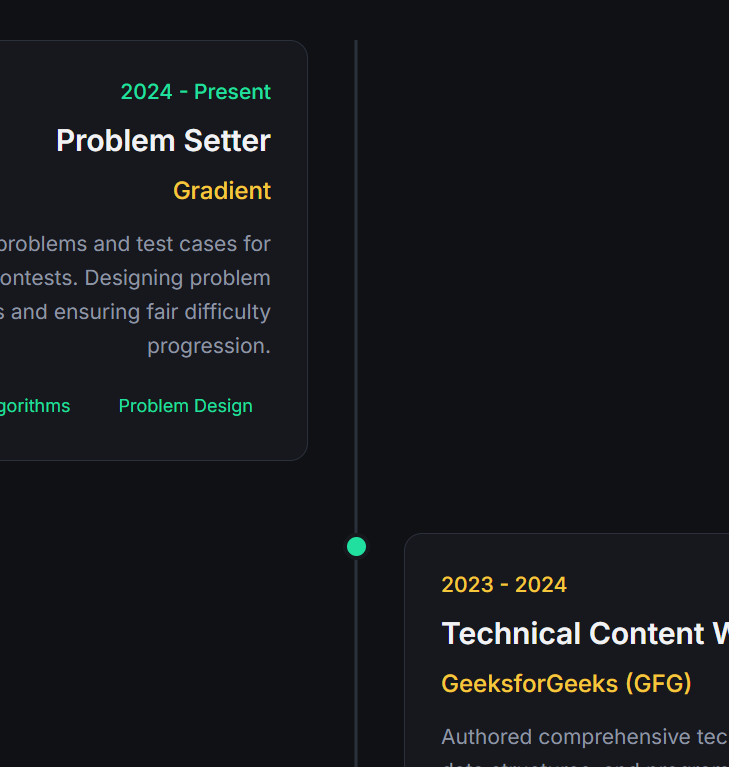 2024 - Present
Problem Setter
Gradient
problems and test cases for
ontests. Designing problem
s and ensuring fair difficulty
progression.
gorithms Problem Design
2023 - 2024
Technical Content W
GeeksforGeeks (GFG)
Authored comprehensive tec